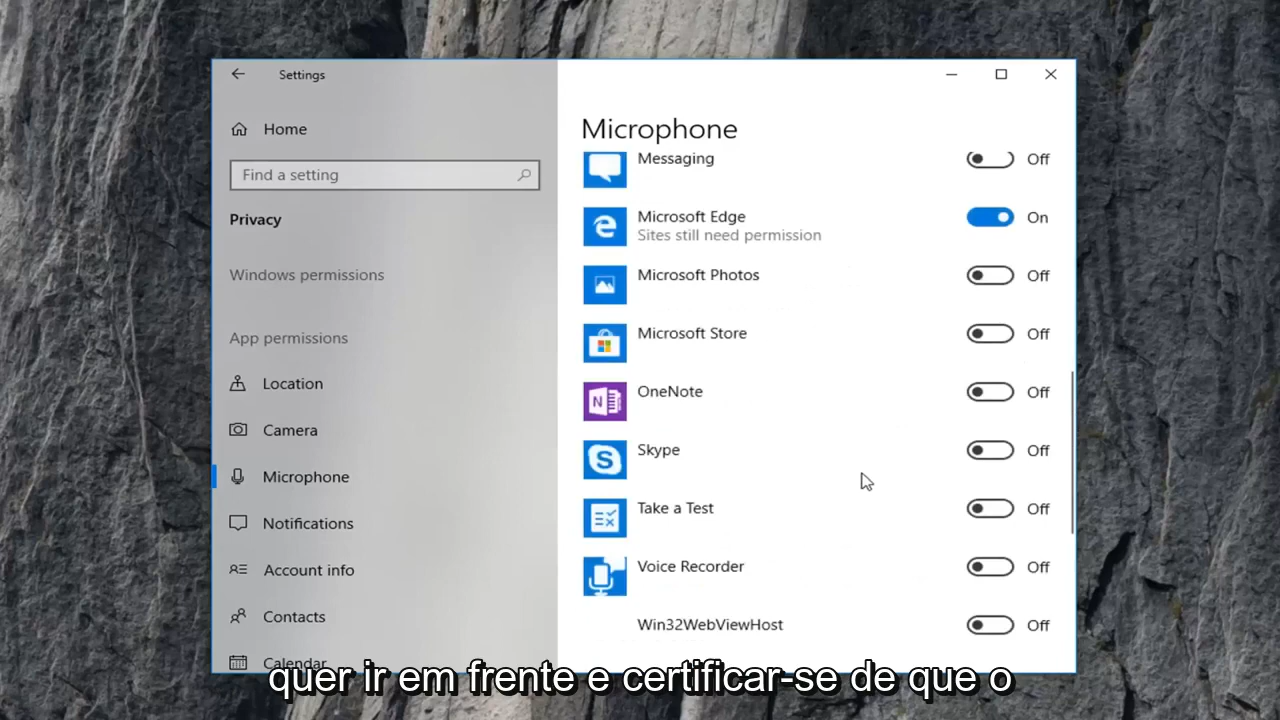 Settings
Home
Find a setting
Privacy
Windows permissions
App permissions
Location
Camera
Microphone
Notifications
Account info
Contacts
Calendar
Microphone
Messaging Off
Microsoft Edge On
Sites still need permission
Microsoft Photos Off
Microsoft Store Off
OneNote Off
Skype Off
Take a Test Off
Voice Recorder Off
Win32WebViewHost Off
quer ir em frente e certificar-se de que o